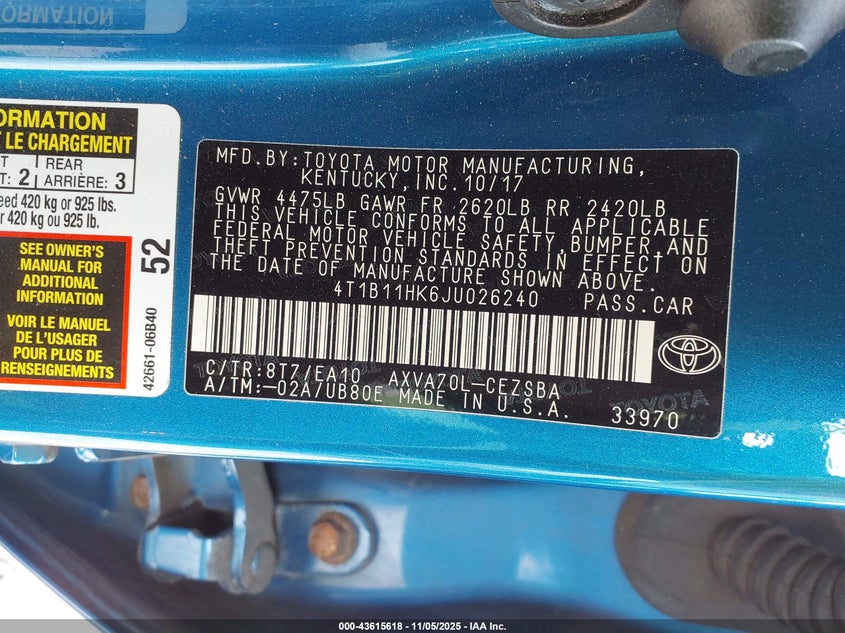 ORMATION
ORMATION
T LE CHARGEMENT
T REAR
T: 2 ARRIÈRE: 3
eed 420 kg or 925 lbs.
r 420 kg ou 925 lb.
SEE OWNER'S
MANUAL FOR
ADDITIONAL
INFORMATION
VOIR LE MANUEL
DE L'USAGER
POUR PLUS DE
RENSEIGNEMENTS
52
42661-06B40
MFD.BY:TOYOTA MOTOR MANUFACTURING,
KENTUCKY,INC.10/17
GVWR 4475LB GAWR FR 2620LB RR 2420LB
THIS VEHICLE CONFORMS TO ALL APPLICABLE
FEDERAL MOTOR VEHICLE SAFETY,BUMPER,AND
THEFT PREVENTION STANDARDS IN EFFECT ON
THE DATE OF MANUFACTURE SHOWN ABOVE.
4T1B11HK6JU026240 PASS.CAR
C/TR:8T7/EA10 AXVA70L-CEZSBA
A/TM:-02A/UB80E MADE IN U.S.A. 33970
000-43615618 - 11/05/2025 - IAA Inc.